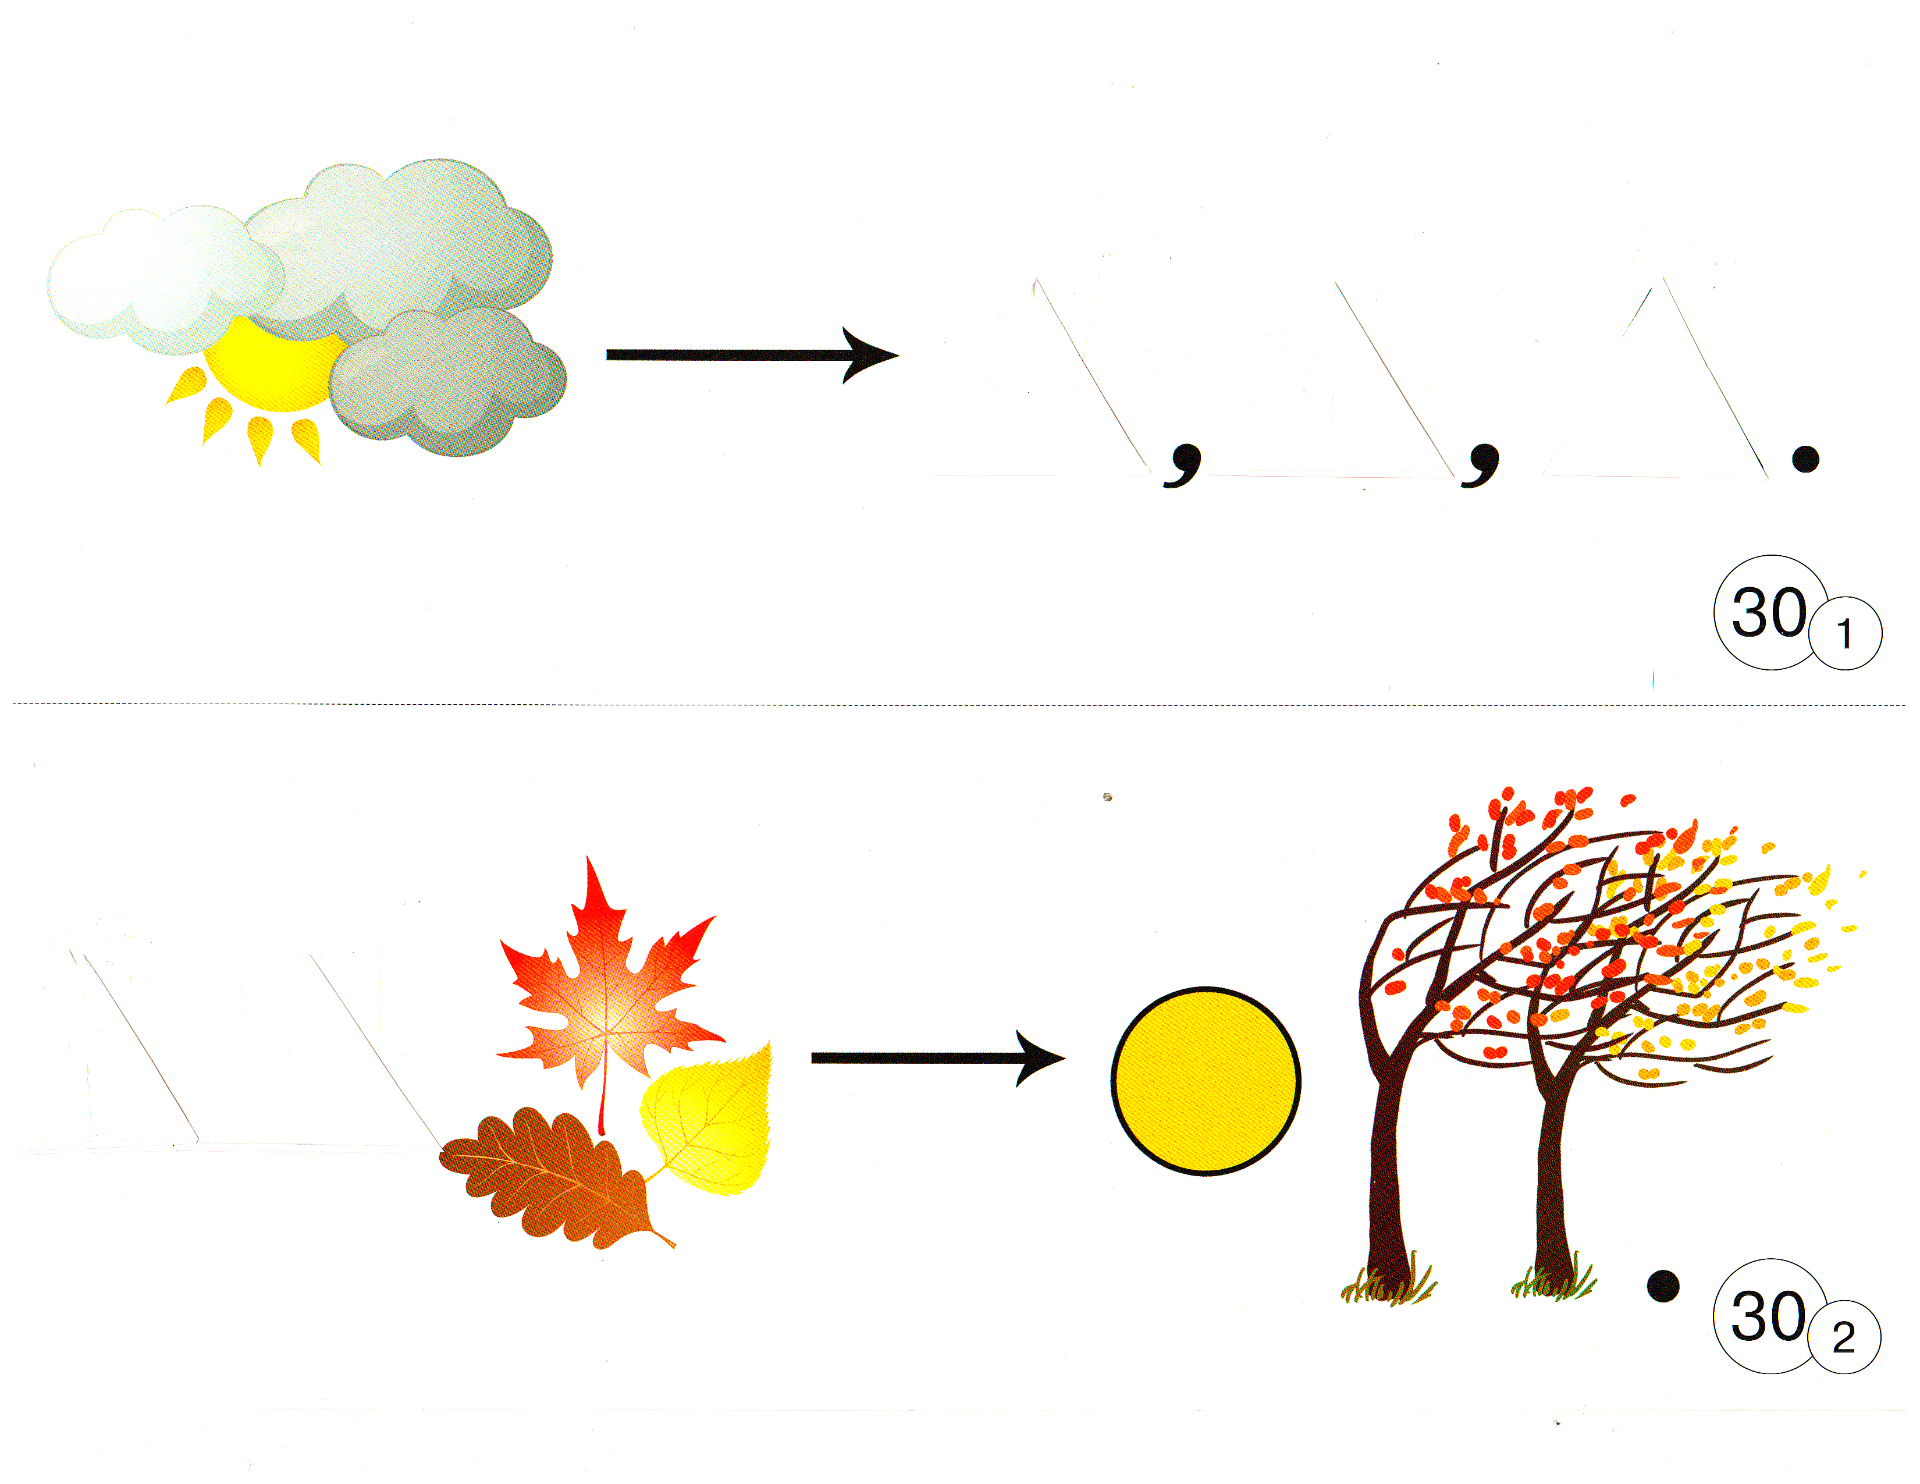 , , .
30 1
.
30 2